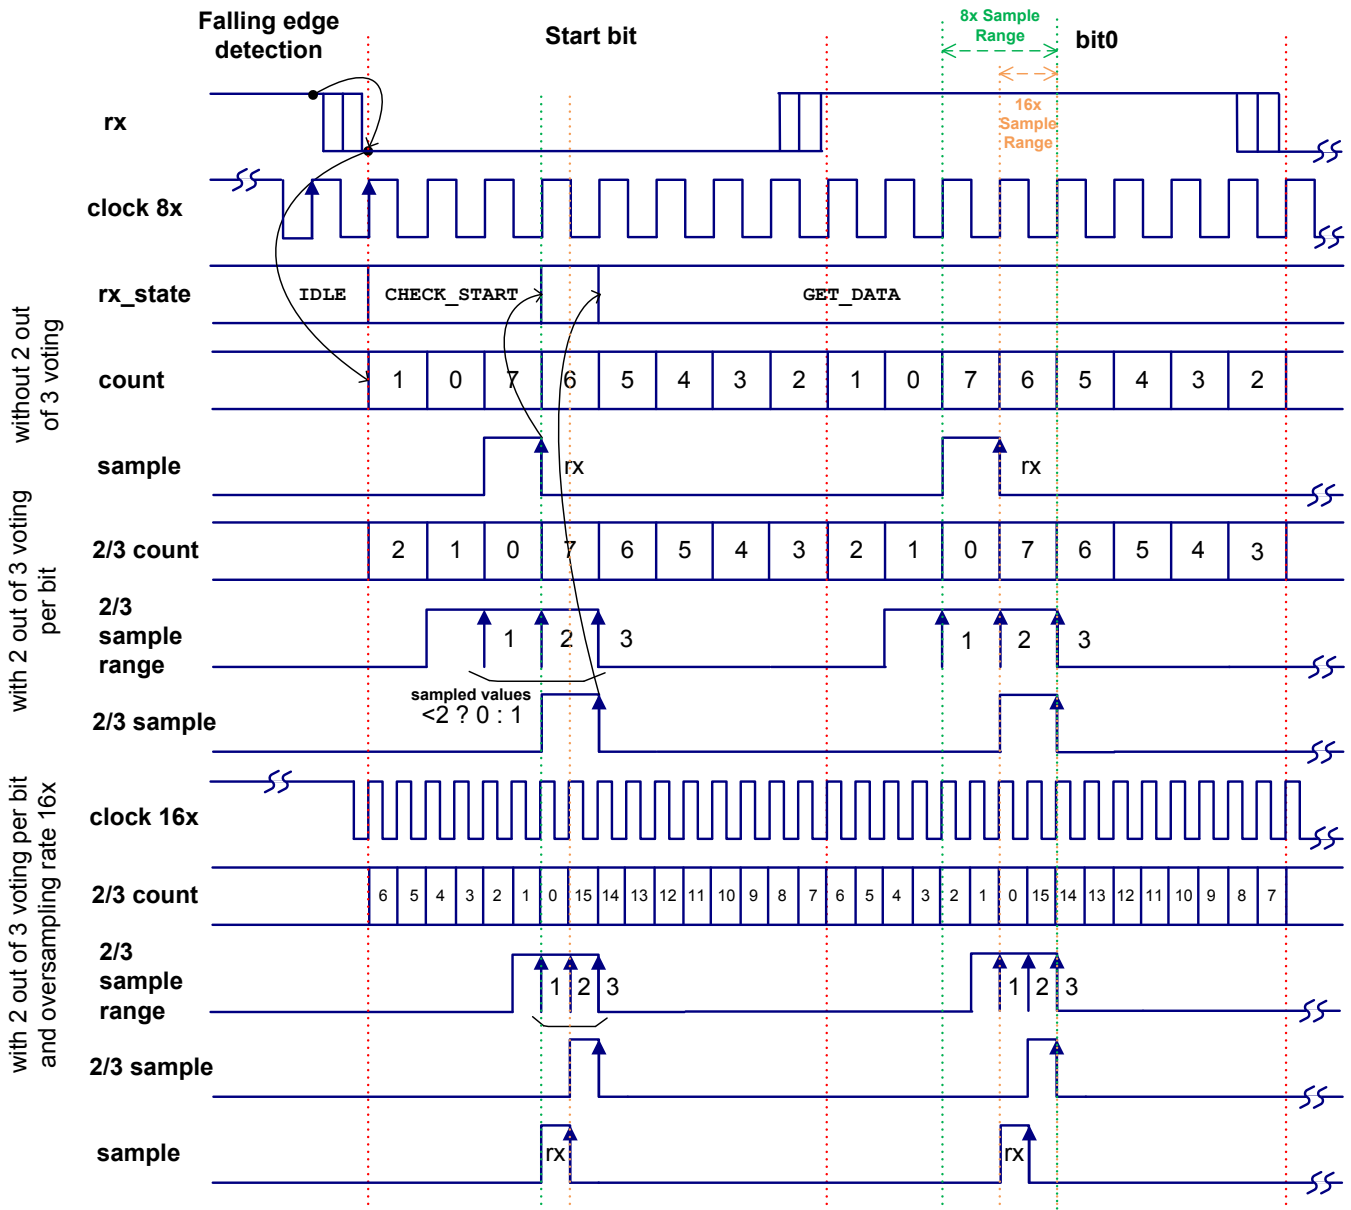 Falling edge
detection
Start bit
8x Sample
Range
bit0
rx
16x
Sample
Range
clock 8x
rx_state
IDLE
CHECK_START
GET_DATA
without 2 out
of 3 voting
count
1 0 7 6 5 4 3 2 1 0 7 6 5 4 3 2
sample
rx
rx
with 2 out of 3 voting
per bit
2/3 count
2 1 0 7 6 5 4 3 2 1 0 7 6 5 4 3
2/3
sample
range
1 2 3
1 2 3
sampled values
<2 ? 0 : 1
2/3 sample
with 2 out of 3 voting per bit
and oversampling rate 16x
clock 16x
2/3 count
6 5 4 3 2 1 0 15 14 13 12 11 10 9 8 7 6 5 4 3 2 1 0 15 14 13 12 11 10 9 8 7
2/3
sample
range
1 2 3
1 2 3
2/3 sample
sample
rx
rx